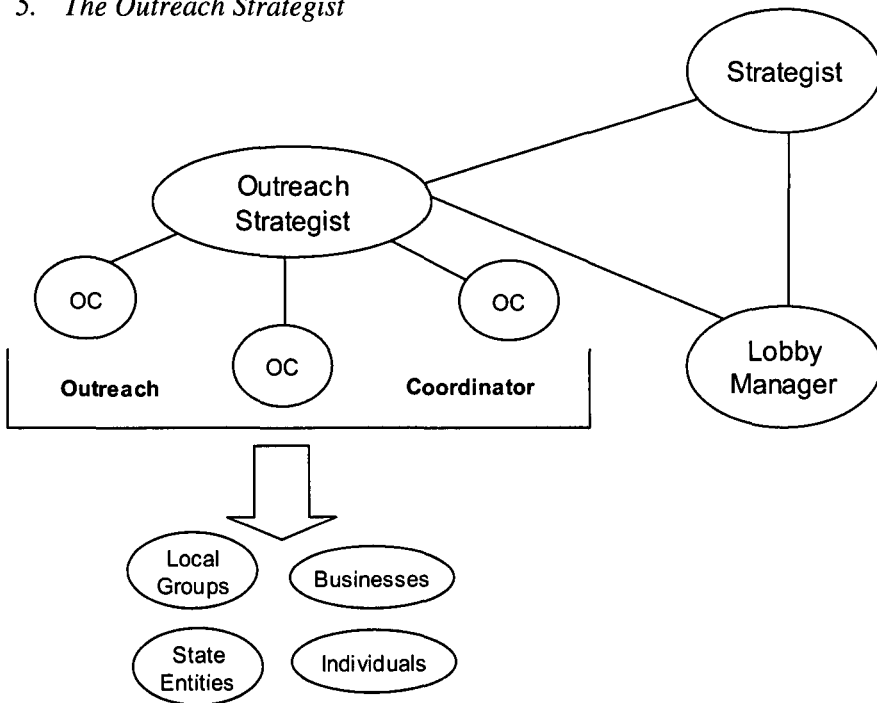 5. The Outreach Strategist
Strategist
Outreach
Strategist
OC
OC
OC
Outreach
Coordinator
Lobby
Manager
Local
Groups
Businesses
State
Entities
Individuals